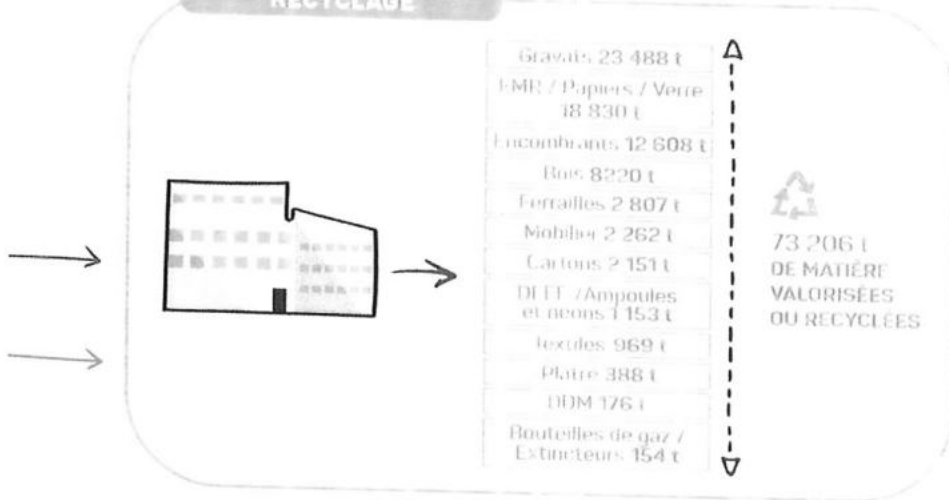 RECYCLAGE
Gravats 23 488 t
EMR / Papiers / Verre
18 830 t
Encombrants 12 608 t
Bois 8220 t
Ferrailles 2 807 t
Mobilier 2 262 t
Cartons 2 151 t
DEEE /Ampoules
et néons 1 153 t
Textiles 969 t
Plâtre 388 t
DDM 176 t
Bouteilles de gaz /
Extincteurs 154 t
73 206 t
DE MATIÈRE
VALORISÉES
OU RECYCLÉES